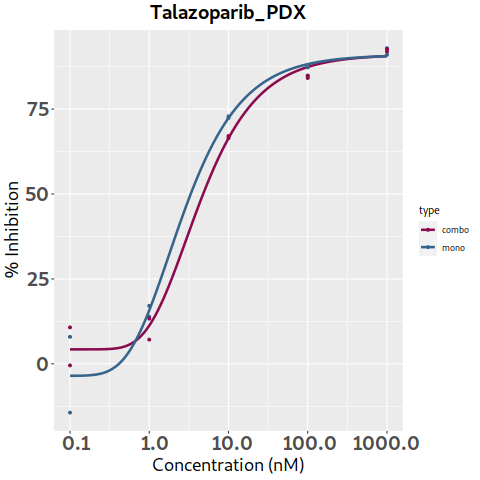 Talazoparib_PDX
% Inhibition
75
50
25
0
0.1 1.0 10.0 100.0 1000.0
Concentration (nM)
type
combo
mono